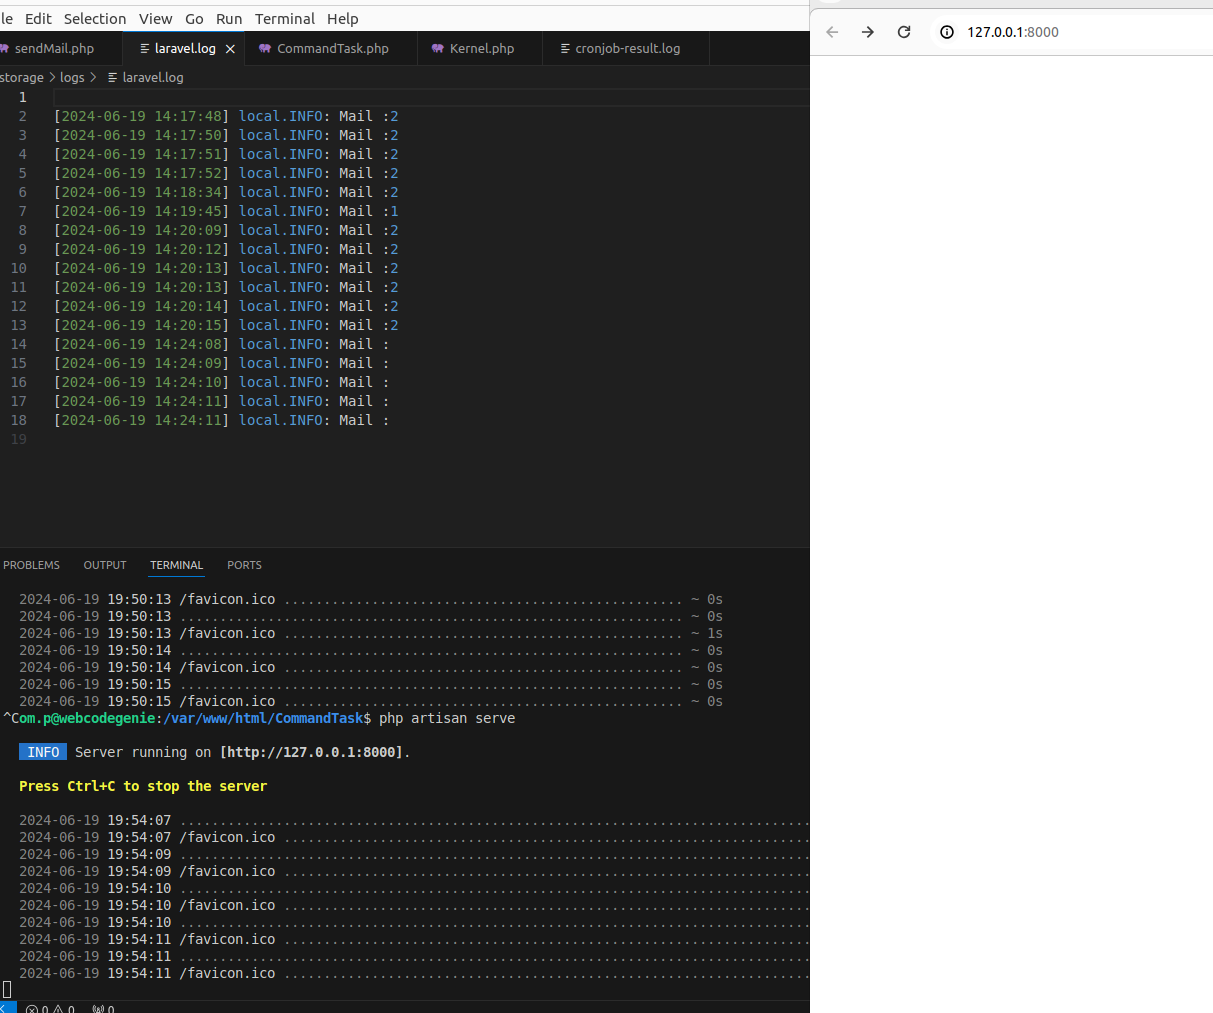 le Edit Selection View Go Run Terminal Help
sendMail.php laravel.log CommandTask.php Kernel.php cronjob-result.log
storage > logs > laravel.log
1
2 [2024-06-19 14:17:48] local.INFO: Mail :2
3 [2024-06-19 14:17:50] local.INFO: Mail :2
4 [2024-06-19 14:17:51] local.INFO: Mail :2
5 [2024-06-19 14:17:52] local.INFO: Mail :2
6 [2024-06-19 14:18:34] local.INFO: Mail :2
7 [2024-06-19 14:19:45] local.INFO: Mail :1
8 [2024-06-19 14:20:09] local.INFO: Mail :2
9 [2024-06-19 14:20:12] local.INFO: Mail :2
10 [2024-06-19 14:20:13] local.INFO: Mail :2
11 [2024-06-19 14:20:13] local.INFO: Mail :2
12 [2024-06-19 14:20:14] local.INFO: Mail :2
13 [2024-06-19 14:20:15] local.INFO: Mail :2
14 [2024-06-19 14:24:08] local.INFO: Mail :
15 [2024-06-19 14:24:09] local.INFO: Mail :
16 [2024-06-19 14:24:10] local.INFO: Mail :
17 [2024-06-19 14:24:11] local.INFO: Mail :
18 [2024-06-19 14:24:11] local.INFO: Mail :
19
PROBLEMS OUTPUT TERMINAL PORTS
2024-06-19 19:50:13 /favicon.ico .................................................. ~ 0s
2024-06-19 19:50:13 ............................................................... ~ 0s
2024-06-19 19:50:13 /favicon.ico .................................................. ~ 1s
2024-06-19 19:50:14 ............................................................... ~ 0s
2024-06-19 19:50:14 /favicon.ico .................................................. ~ 0s
2024-06-19 19:50:15 ............................................................... ~ 0s
2024-06-19 19:50:15 /favicon.ico .................................................. ~ 0s
^Com.p@webcodegenie:/var/www/html/CommandTask$ php artisan serve
INFO Server running on [http://127.0.0.1:8000].
Press Ctrl+C to stop the server
2024-06-19 19:54:07 ...............................................................................
2024-06-19 19:54:07 /favicon.ico ..................................................................
2024-06-19 19:54:09 ...............................................................................
2024-06-19 19:54:09 /favicon.ico ..................................................................
2024-06-19 19:54:10 ...............................................................................
2024-06-19 19:54:10 /favicon.ico ..................................................................
2024-06-19 19:54:10 ...............................................................................
2024-06-19 19:54:11 /favicon.ico ..................................................................
2024-06-19 19:54:11 ...............................................................................
2024-06-19 19:54:11 /favicon.ico ..................................................................
0 0 0
127.0.0.1:8000